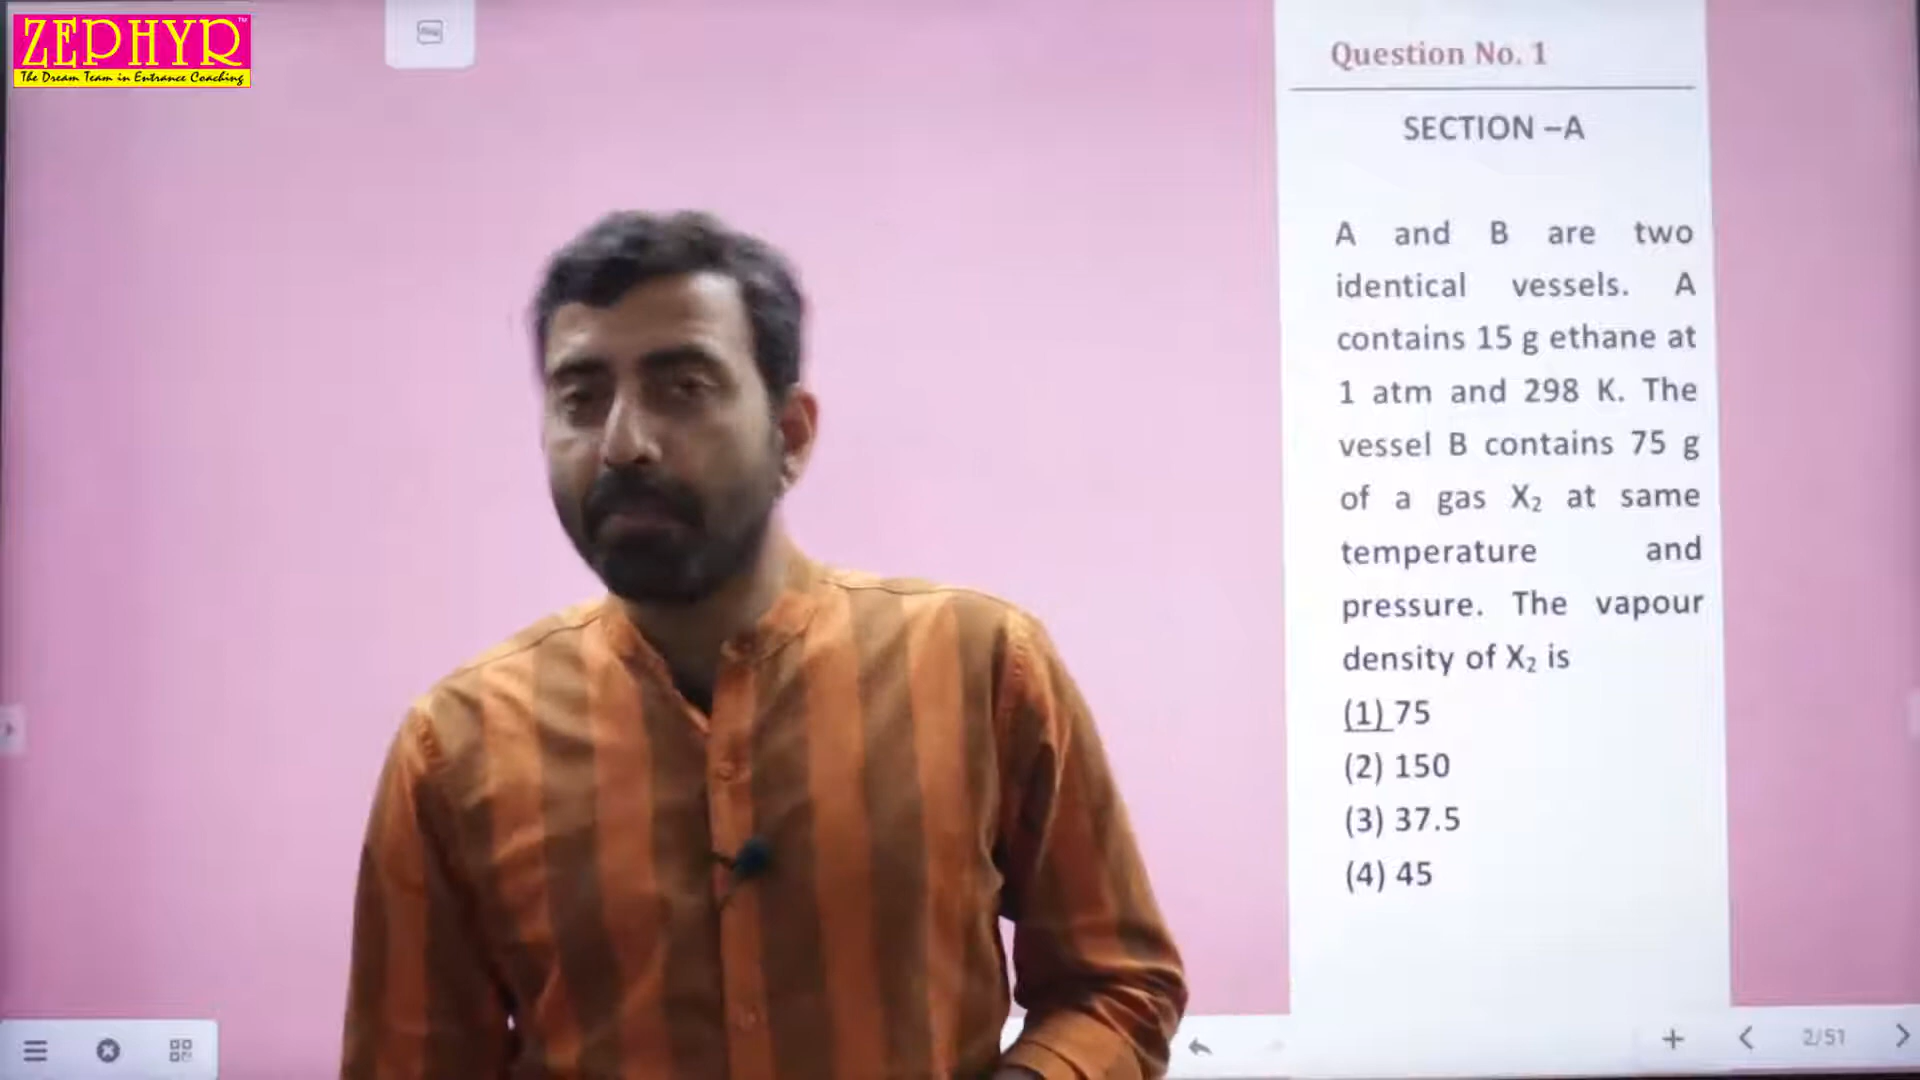 ZEPHYR™
The Dream Team in Entrance Coaching
Question No. 1
SECTION –A
A and B are two
identical vessels. A
contains 15 g ethane at
1 atm and 298 K. The
vessel B contains 75 g
of a gas X₂ at same
temperature and
pressure. The vapour
density of X₂ is
(1) 75
(2) 150
(3) 37.5
(4) 45
2/51